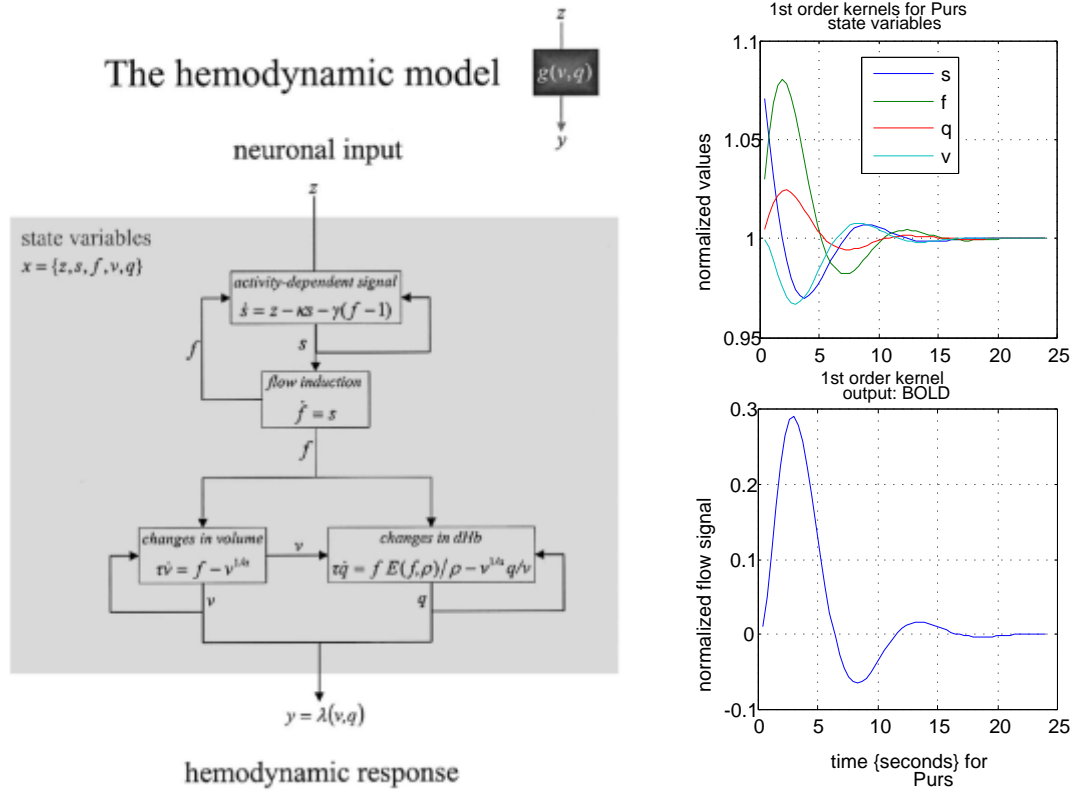 The hemodynamic model
z
g(v,q)
y
neuronal input
z
state variables
x = {z,s,f,v,q}
activity-dependent signal
ṡ = z − κs − γ(f − 1)
f
s
flow induction
ḟ = s
f
changes in volume
τv̇ = f − v^{1/α}
v
changes in dHb
τq̇ = f E(f,ρ)/ρ − v^{1/α} q/v
v
q
y = λ(v,q)
hemodynamic response
1st order kernels for Purs
state variables
1.1
1.05
1
0.95
normalized values
s
f
q
v
0 5 10 15 20 25
1st order kernel
output: BOLD
0.3
0.2
0.1
0
-0.1
normalized flow signal
0 5 10 15 20 25
time {seconds} for
Purs